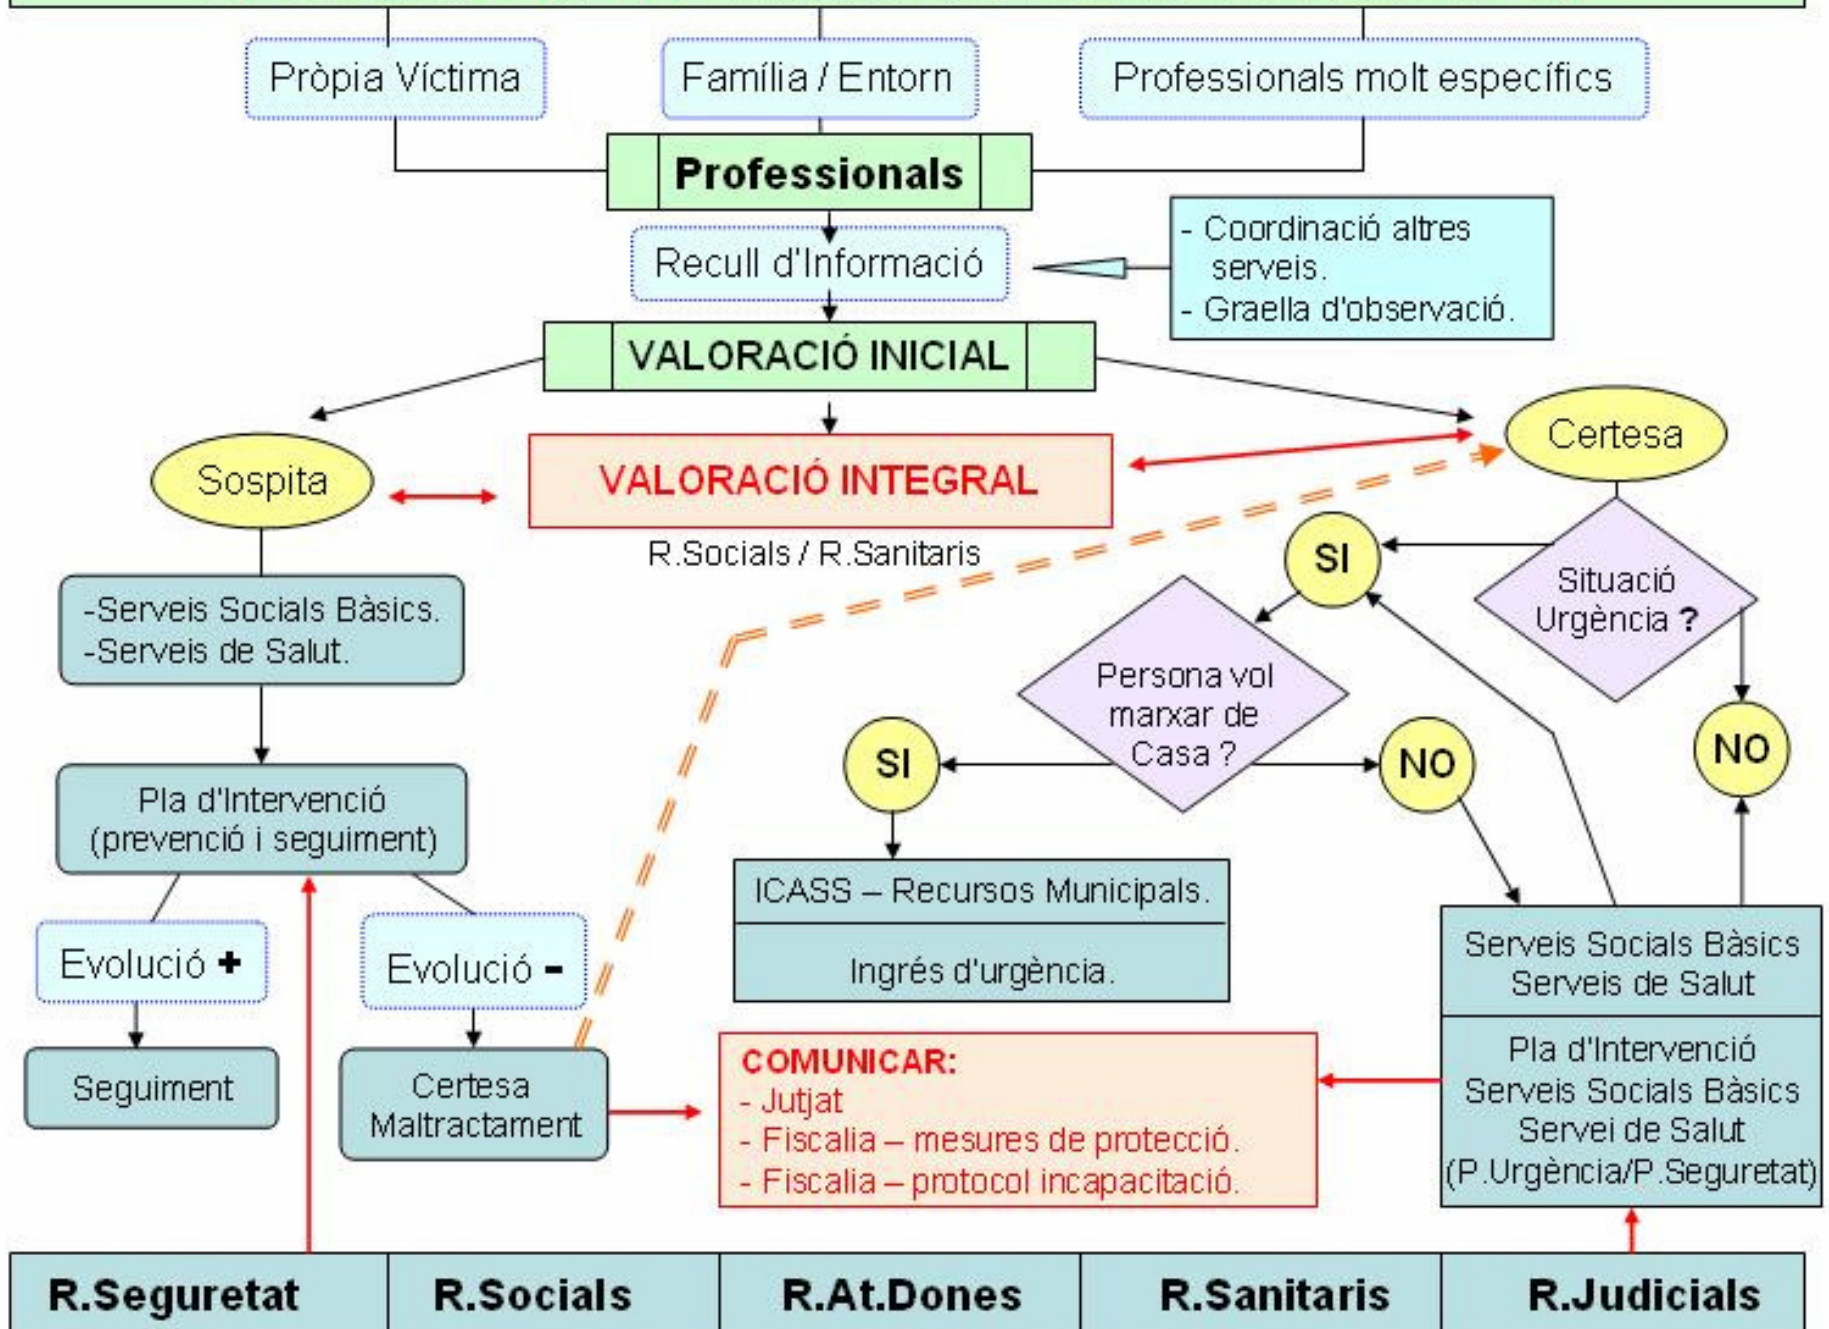 Pròpia Víctima
Família / Entorn
Professionals molt específics
Professionals
Recull d'Informació
- Coordinació altres
serveis.
- Graella d'observació.
VALORACIÓ INICIAL
Sospita
VALORACIÓ INTEGRAL
R.Socials / R.Sanitaris
Certesa
Situació
Urgència ?
SI
NO
Persona vol
marxar de
Casa ?
SI
NO
-Serveis Socials Bàsics.
-Serveis de Salut.
Pla d'Intervenció
(prevenció i seguiment)
Evolució +
Evolució -
Seguiment
Certesa
Maltractament
ICASS – Recursos Municipals.
Ingrés d'urgència.
COMUNICAR:
- Jutjat
- Fiscalia – mesures de protecció.
- Fiscalia – protocol incapacitació.
Serveis Socials Bàsics
Serveis de Salut
Pla d'Intervenció
Serveis Socials Bàsics
Servei de Salut
(P.Urgència/P.Seguretat)
R.Seguretat
R.Socials
R.At.Dones
R.Sanitaris
R.Judicials